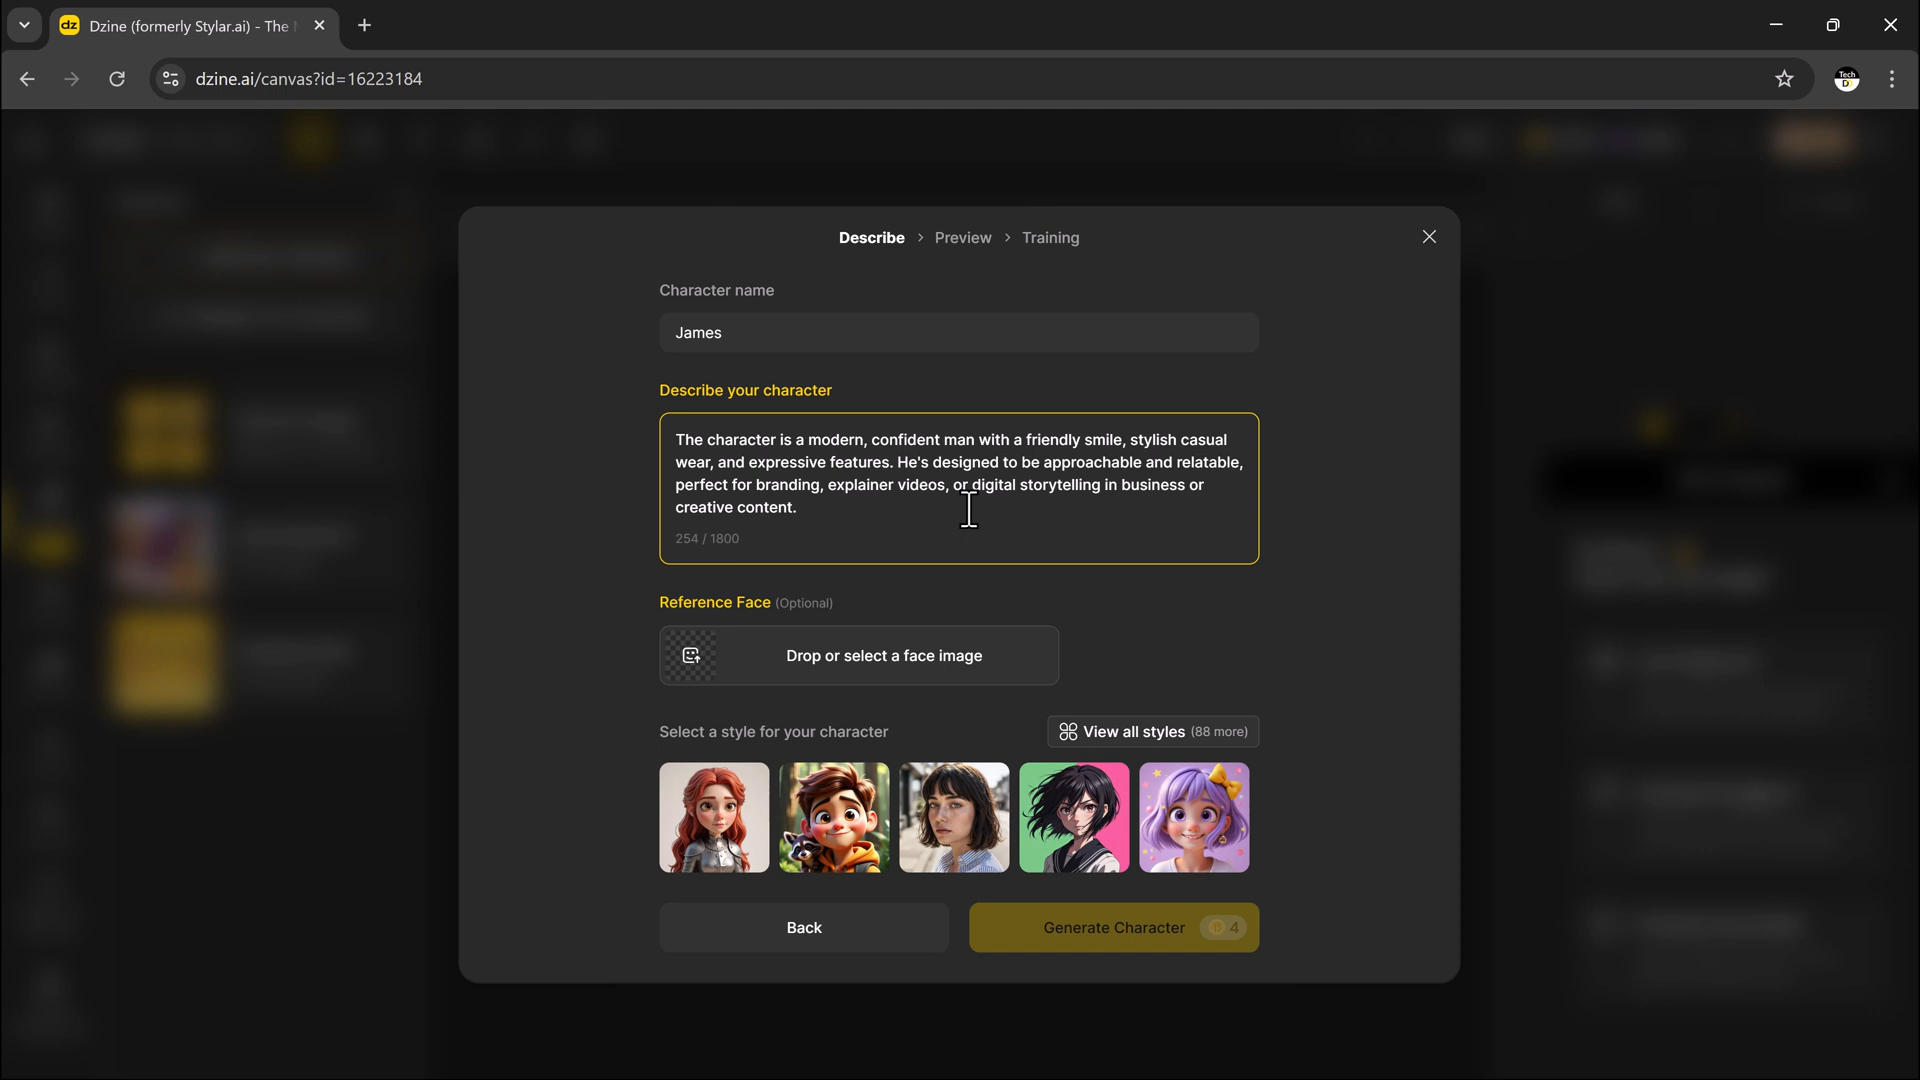 dz Dzine (formerly Stylar.ai) - The
dzine.ai/canvas?id=16223184
Tech
D
Describe > Preview > Training
Character name
James
Describe your character
The character is a modern, confident man with a friendly smile, stylish casual
wear, and expressive features. He's designed to be approachable and relatable,
perfect for branding, explainer videos, or digital storytelling in business or
creative content.
254 / 1800
Reference Face (Optional)
Drop or select a face image
Select a style for your character
View all styles (88 more)
Back
Generate Character 4